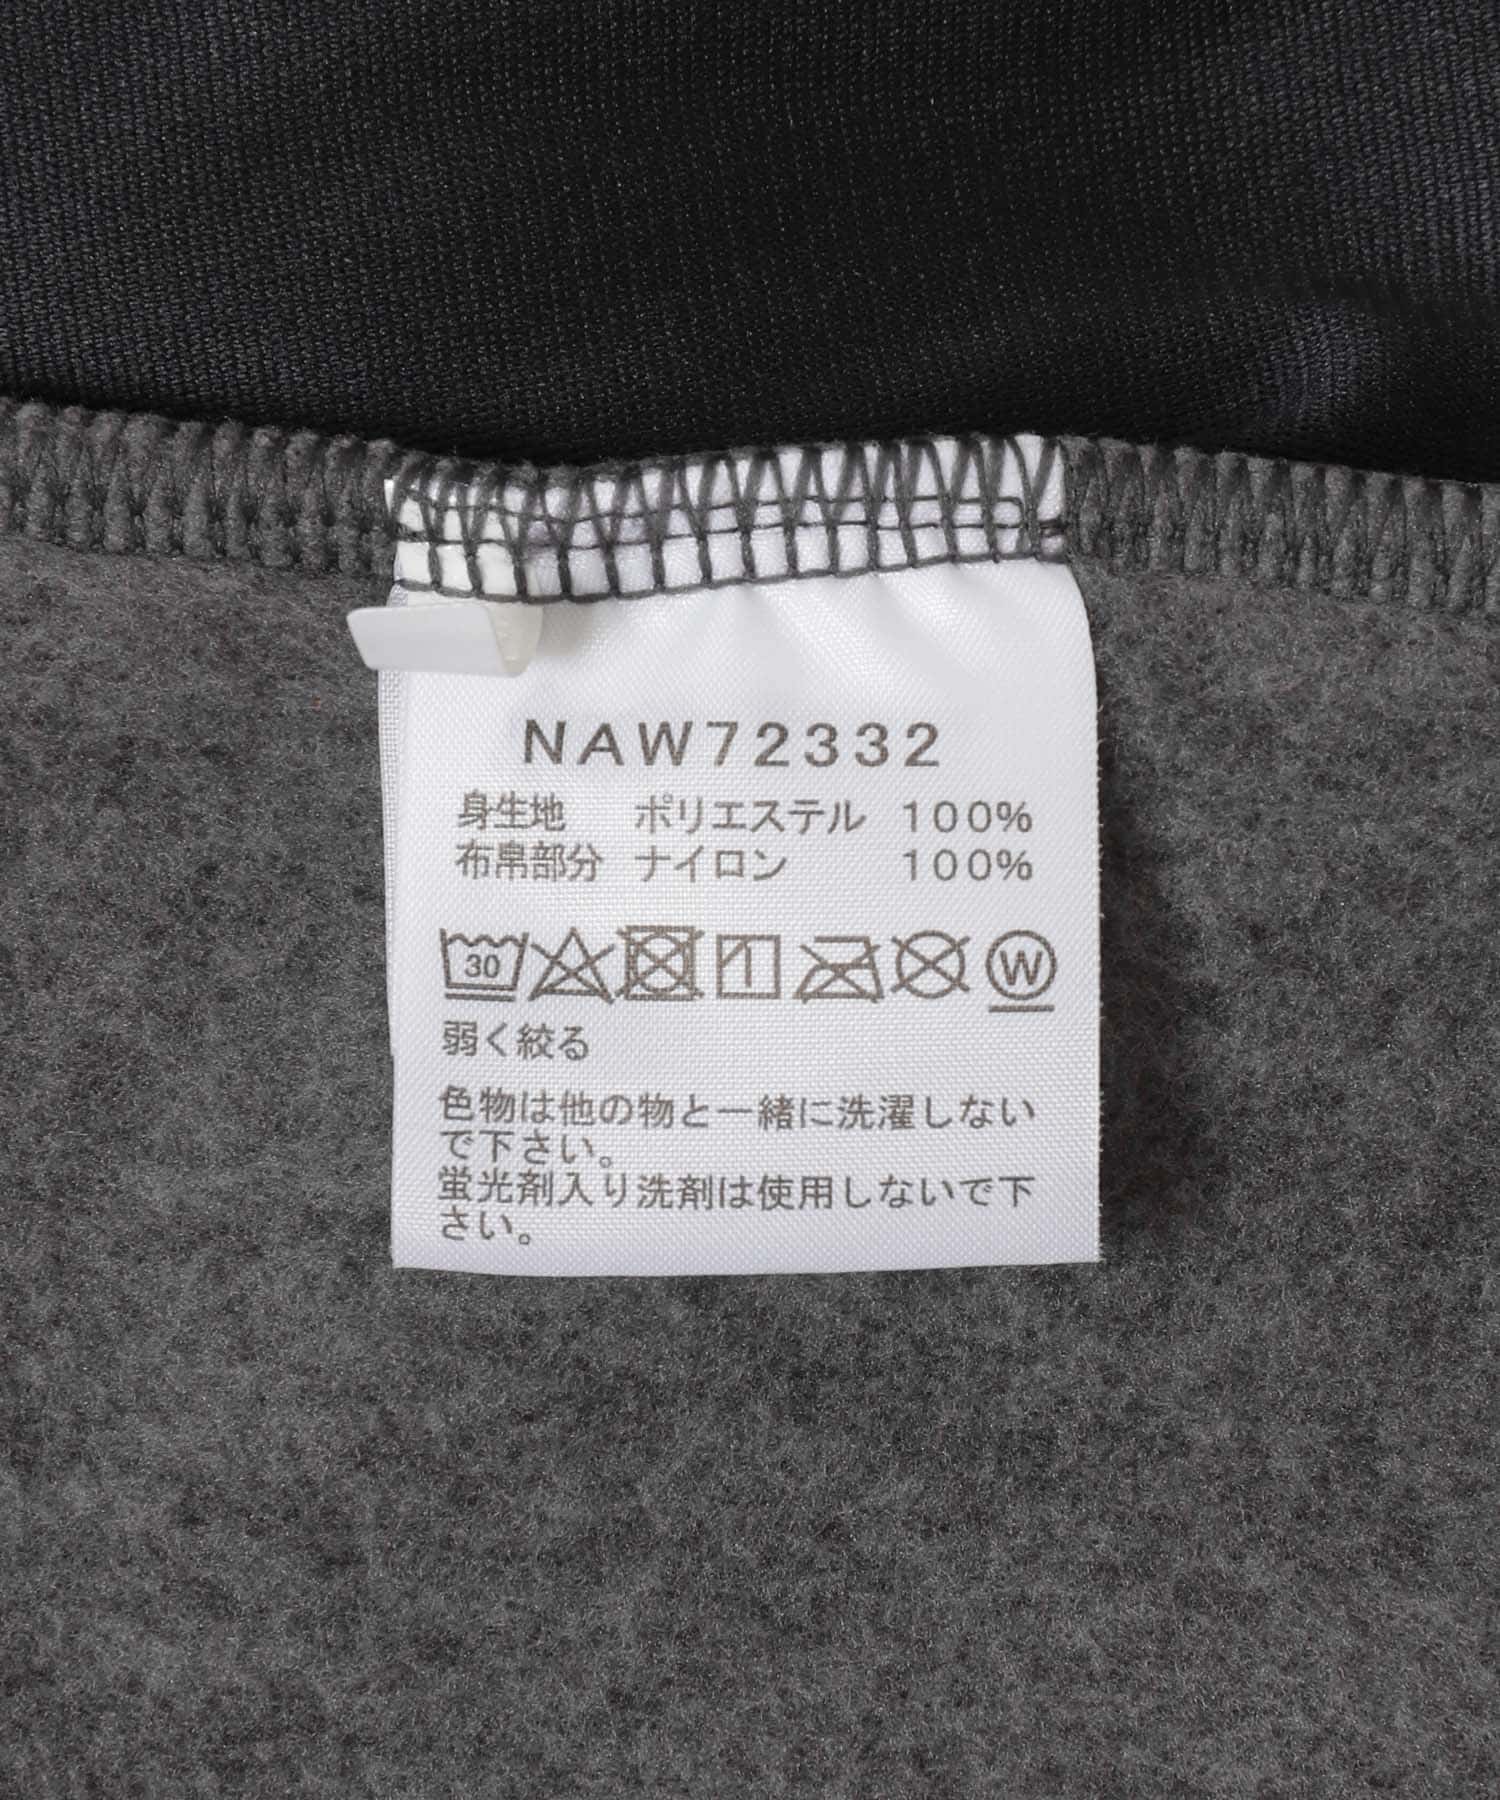 NAW72332
身生地 ポリエステル 100%
布帛部分 ナイロン 100%
30 W
弱く絞る
色物は他の物と一緒に洗濯しない
で下さい。
蛍光剤入り洗剤は使用しないで下
さい。